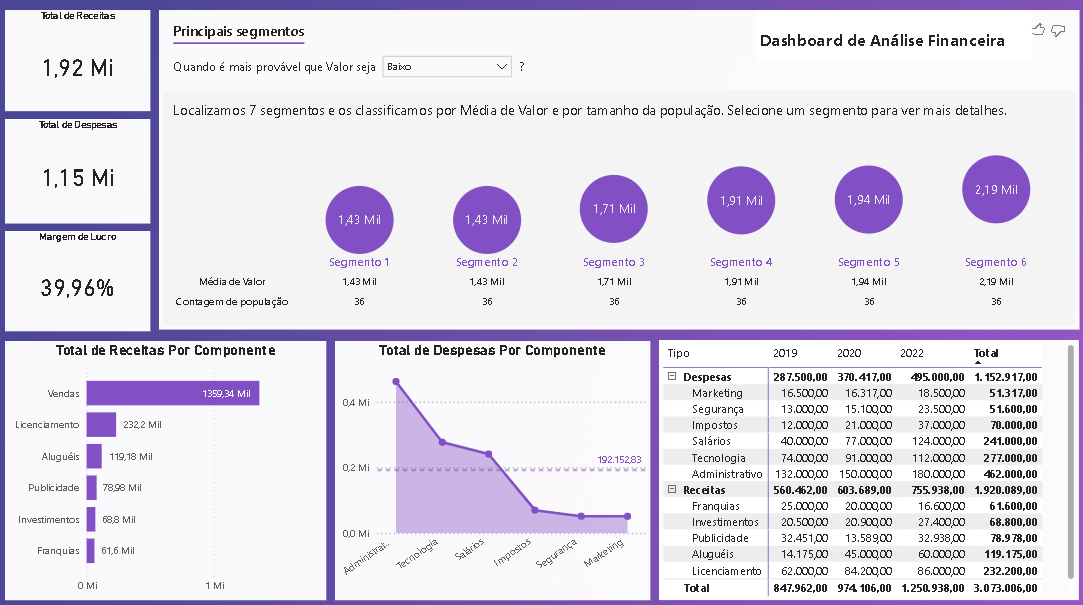 Total de Receitas
1,92 Mi
Total de Despesas
1,15 Mi
Margem de Lucro
39,96%
Principais segmentos
Dashboard de Análise Financeira
Quando é mais provável que Valor seja Baixo ?
Localizamos 7 segmentos e os classificamos por Média de Valor e por tamanho da população. Selecione um segmento para ver mais detalhes.
1,43 Mil 1,43 Mil 1,71 Mil 1,91 Mil 1,94 Mil 2,19 Mil
Segmento 1 Segmento 2 Segmento 3 Segmento 4 Segmento 5 Segmento 6
Média de Valor 1,43 Mil 1,43 Mil 1,71 Mil 1,91 Mil 1,94 Mil 2,19 Mil
Contagem de população 36 36 36 36 36 36
Total de Receitas Por Componente
Vendas 1359,34 Mil
Licenciamento 232,2 Mil
Aluguéis 119,18 Mil
Publicidade 78,98 Mil
Investimentos 68,8 Mil
Franquias 61,6 Mil
0 Mi 1 Mi
Total de Despesas Por Componente
0,4 Mi
0,2 Mi
0,0 Mi
192.152,83
Administrat... Tecnologia Salários Impostos Segurança Marketing
Tipo 2019 2020 2022 Total
Despesas 287.500,00 370.417,00 495.000,00 1.152.917,00
Marketing 16.500,00 16.317,00 18.500,00 51.317,00
Segurança 13.000,00 15.100,00 23.500,00 51.600,00
Impostos 12.000,00 21.000,00 37.000,00 70.000,00
Salários 40.000,00 77.000,00 124.000,00 241.000,00
Tecnologia 74.000,00 91.000,00 112.000,00 277.000,00
Administrativo 132.000,00 150.000,00 180.000,00 462.000,00
Receitas 560.462,00 603.689,00 755.938,00 1.920.089,00
Franquias 25.000,00 20.000,00 16.600,00 61.600,00
Investimentos 20.500,00 20.900,00 27.400,00 68.800,00
Publicidade 32.451,00 13.589,00 32.938,00 78.978,00
Aluguéis 14.175,00 45.000,00 60.000,00 119.175,00
Licenciamento 62.000,00 84.200,00 86.000,00 232.200,00
Total 847.962,00 974.106,00 1.250.938,00 3.073.006,00